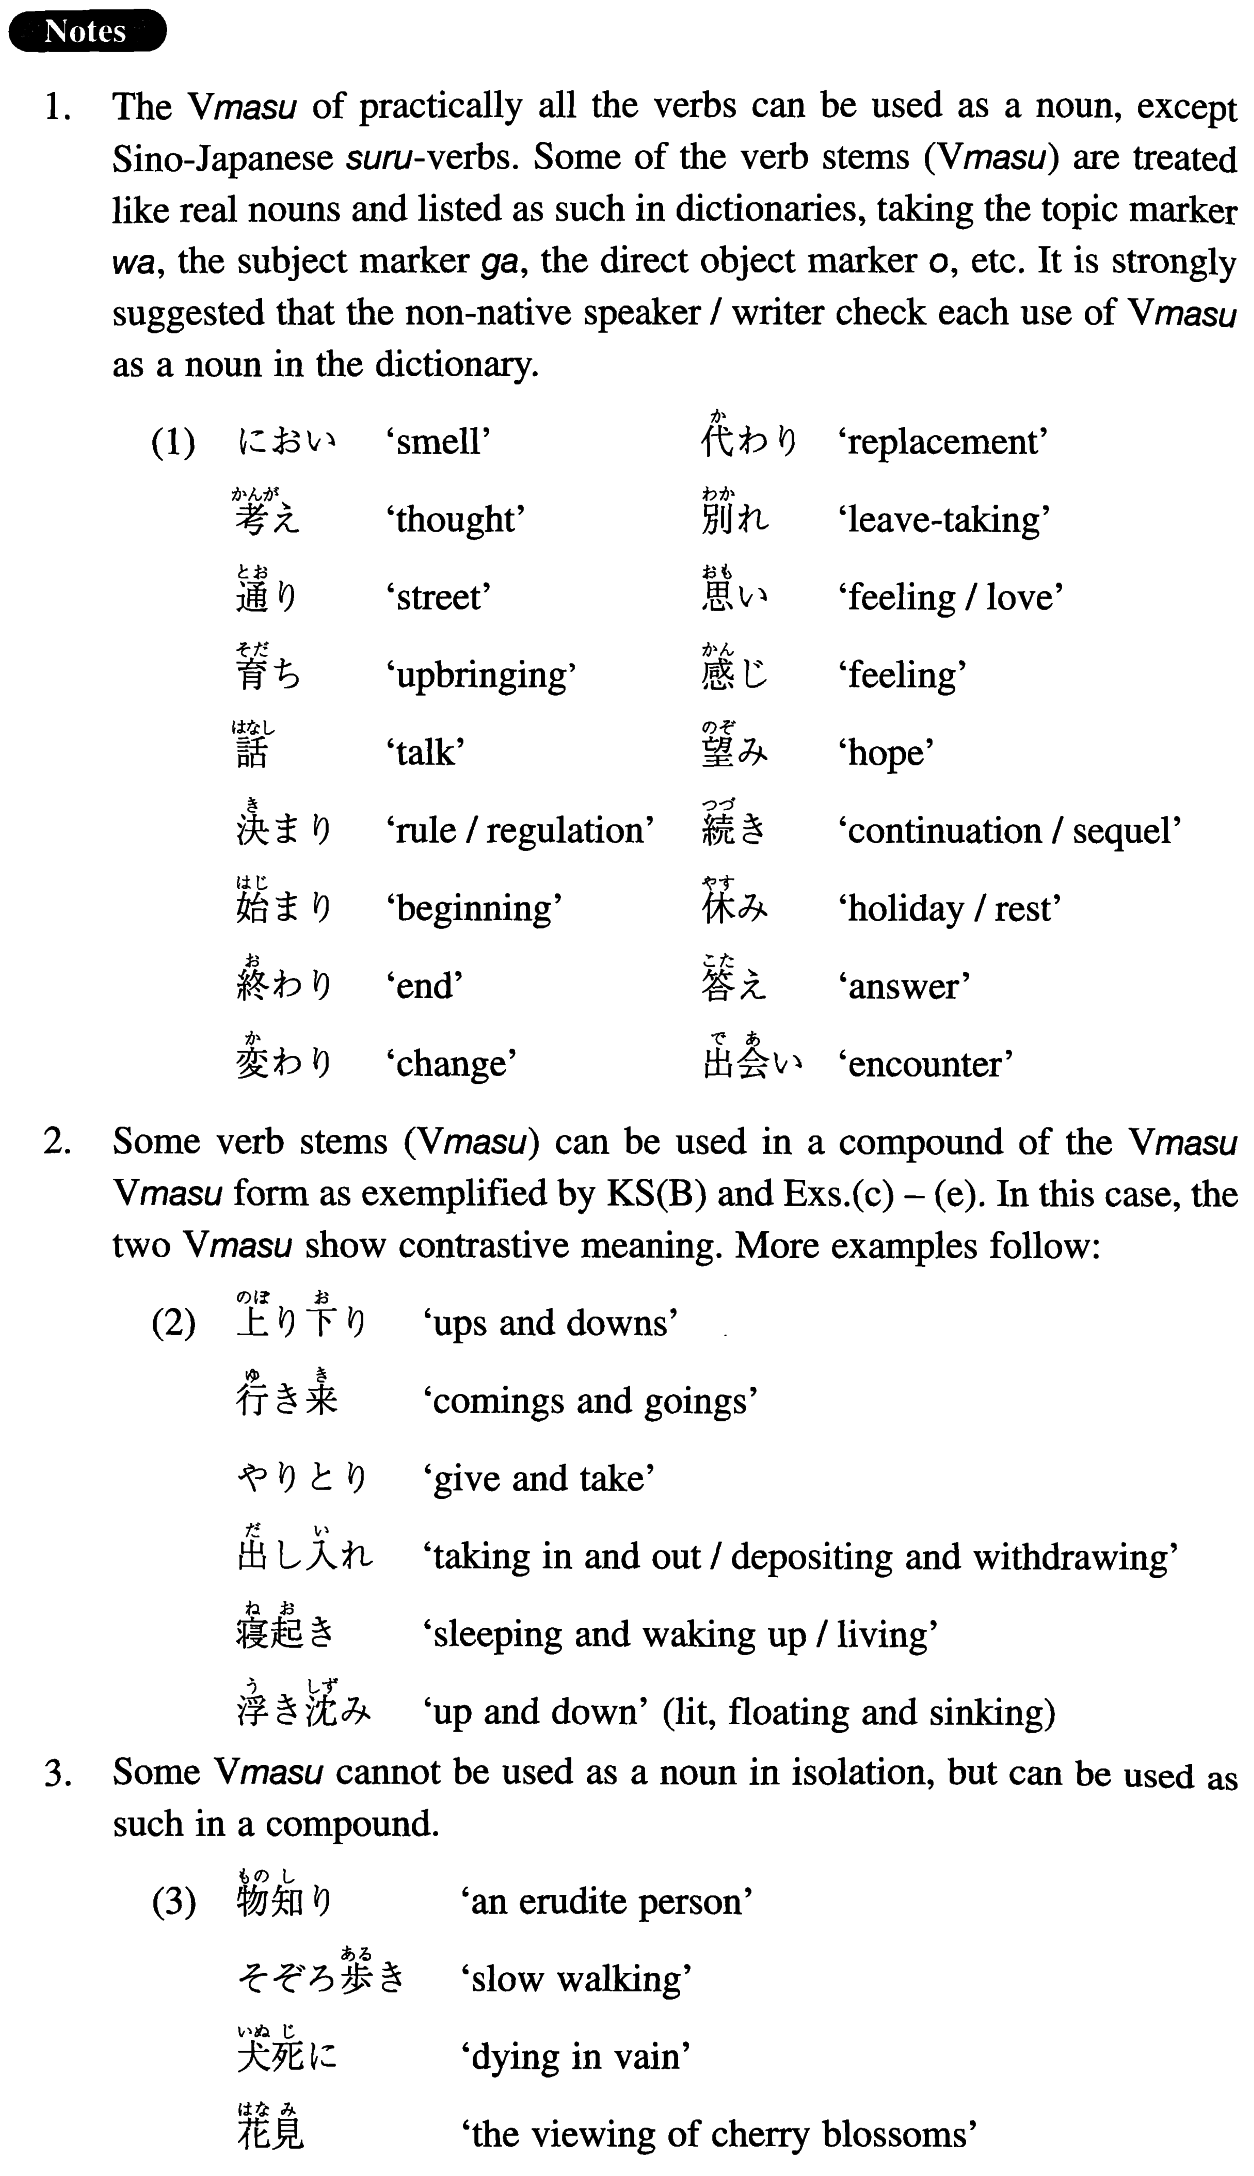 Notes
1. The Vmasu of practically all the verbs can be used as a noun, except
Sino-Japanese suru-verbs. Some of the verb stems (Vmasu) are treated
like real nouns and listed as such in dictionaries, taking the topic marker
wa, the subject marker ga, the direct object marker o, etc. It is strongly
suggested that the non-native speaker / writer check each use of Vmasu
as a noun in the dictionary.
か
(1) におい ‘smell’ 代わり ‘replacement’
かんが わか
考え ‘thought’ 別れ ‘leave-taking’
とお おも
通り ‘street’ 思い ‘feeling / love’
そだ かん
育ち ‘upbringing’ 感じ ‘feeling’
はなし のぞ
話 ‘talk’ 望み ‘hope’
き つづ
決まり ‘rule / regulation’ 続き ‘continuation / sequel’
はじ やす
始まり ‘beginning’ 休み ‘holiday / rest’
お こた
終わり ‘end’ 答え ‘answer’
か で あ
変わり ‘change’ 出会い ‘encounter’
2. Some verb stems (Vmasu) can be used in a compound of the Vmasu
Vmasu form as exemplified by KS(B) and Exs.(c) – (e). In this case, the
two Vmasu show contrastive meaning. More examples follow:
のぼ お
(2) 上り下り ‘ups and downs’
ゆ き
行き来 ‘comings and goings’
やりとり ‘give and take’
だ い
出し入れ ‘taking in and out / depositing and withdrawing’
ね お
寝起き ‘sleeping and waking up / living’
う しず
浮き沈み ‘up and down’ (lit, floating and sinking)
3. Some Vmasu cannot be used as a noun in isolation, but can be used as
such in a compound.
もの し
(3) 物知り ‘an erudite person’
ある
そぞろ歩き ‘slow walking’
いぬ じ
犬死に ‘dying in vain’
はな み
花見 ‘the viewing of cherry blossoms’